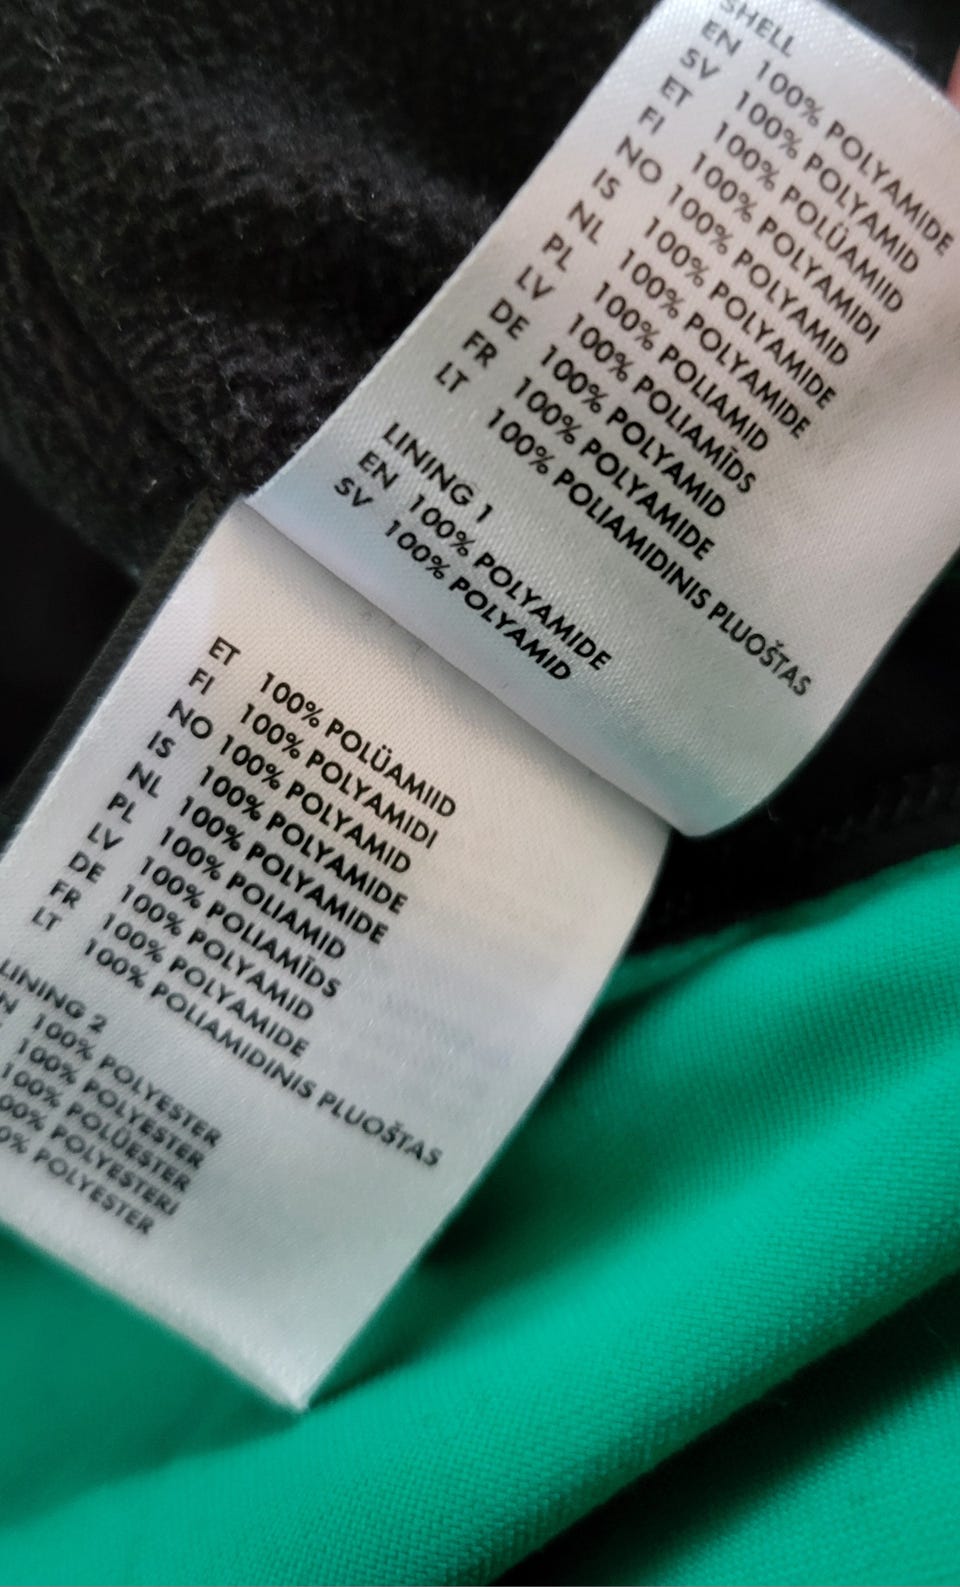 SHELL
EN 100% POLYAMIDE
SV 100% POLYAMID
ET 100% POLÜAMIID
FI 100% POLYAMIDI
NO 100% POLYAMID
IS 100% POLYAMIDE
NL 100% POLYAMIDE
PL 100% POLIAMID
LV 100% POLIAMĪDS
DE 100% POLYAMID
FR 100% POLYAMIDE
LT 100% POLIAMIDINIS PLUOŠTAS
LINING 1
EN 100% POLYAMIDE
SV 100% POLYAMID
ET 100% POLÜAMIID
FI 100% POLYAMIDI
NO 100% POLYAMID
IS 100% POLYAMIDE
NL 100% POLYAMIDE
PL 100% POLIAMID
LV 100% POLIAMĪDS
DE 100% POLYAMID
FR 100% POLYAMIDE
LT 100% POLIAMIDINIS PLUOŠTAS
LINING 2
N 100% POLYESTER
100% POLYESTER
100% POLÜESTER
00% POLYESTERI
0% POLYESTER